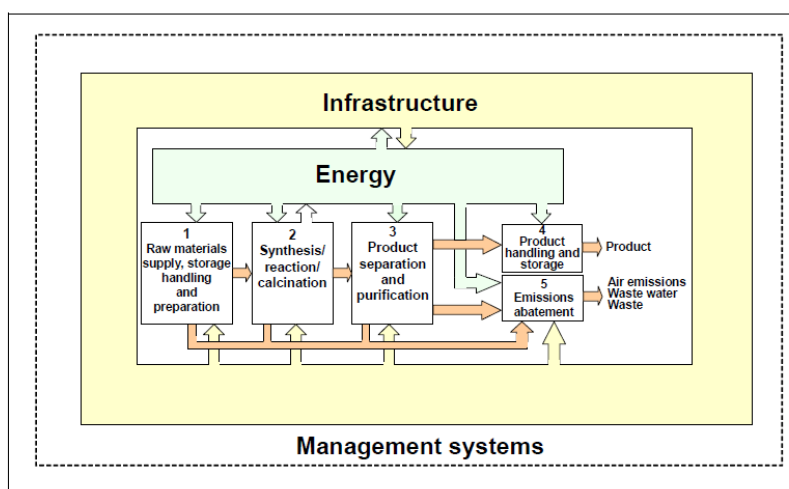 Infrastructure
Energy
1
Raw materials
supply, storage
handling
and
preparation
2
Synthesis/
reaction/
calcination
3
Product
separation
and
purification
4
Product
handling and
storage
Product
5
Emissions
abatement
Air emissions
Waste water
Waste
Management systems